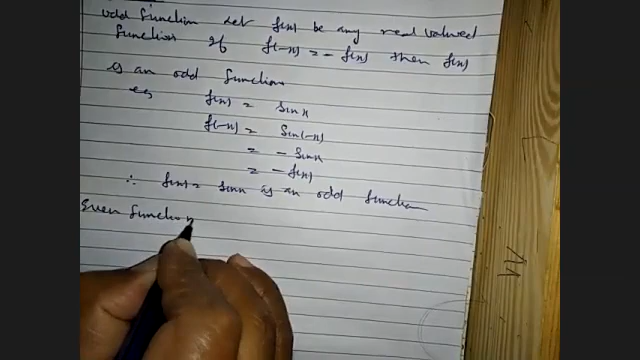 odd function Let f(x) be any real valued
function If f(-x) = - f(x) then f(x)
is an odd function
eg f(x) = sin x
f(-x) = Sin(-x)
= - sin x
= - f(x)
∴ f(x) = sin x is an odd function
Even function